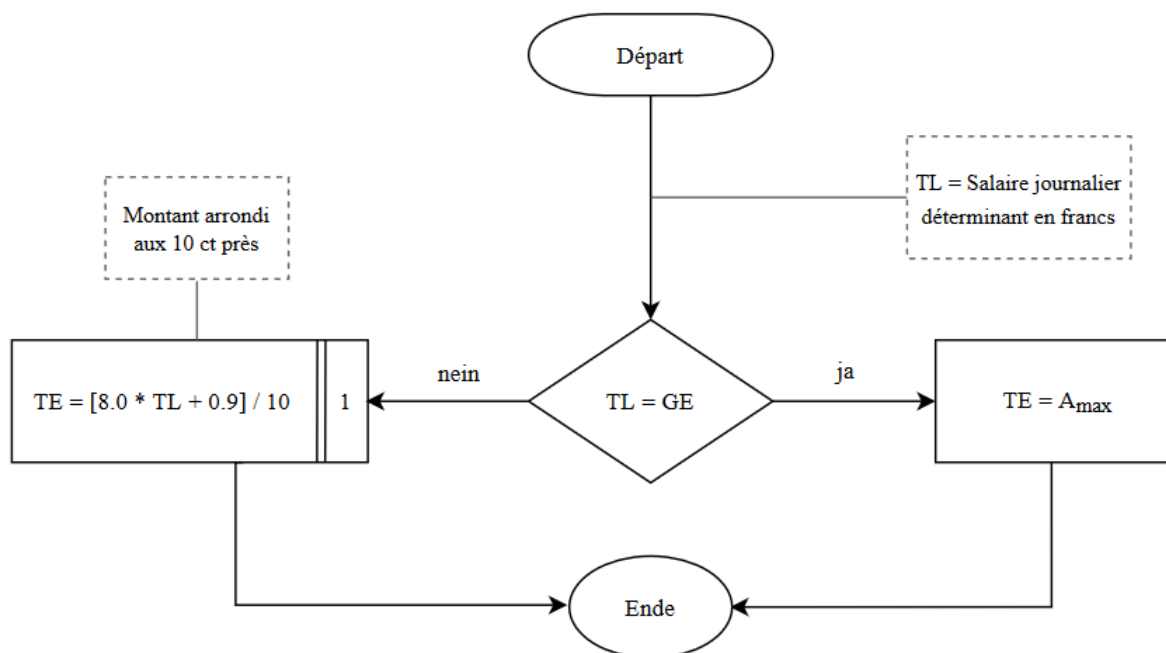 Départ
TL = Salaire journalier
déterminant en francs
Montant arrondi
aux 10 ct près
nein
ja
TE = [8.0 * TL + 0.9] / 10
1
TL = GE
TE = Amax
Ende